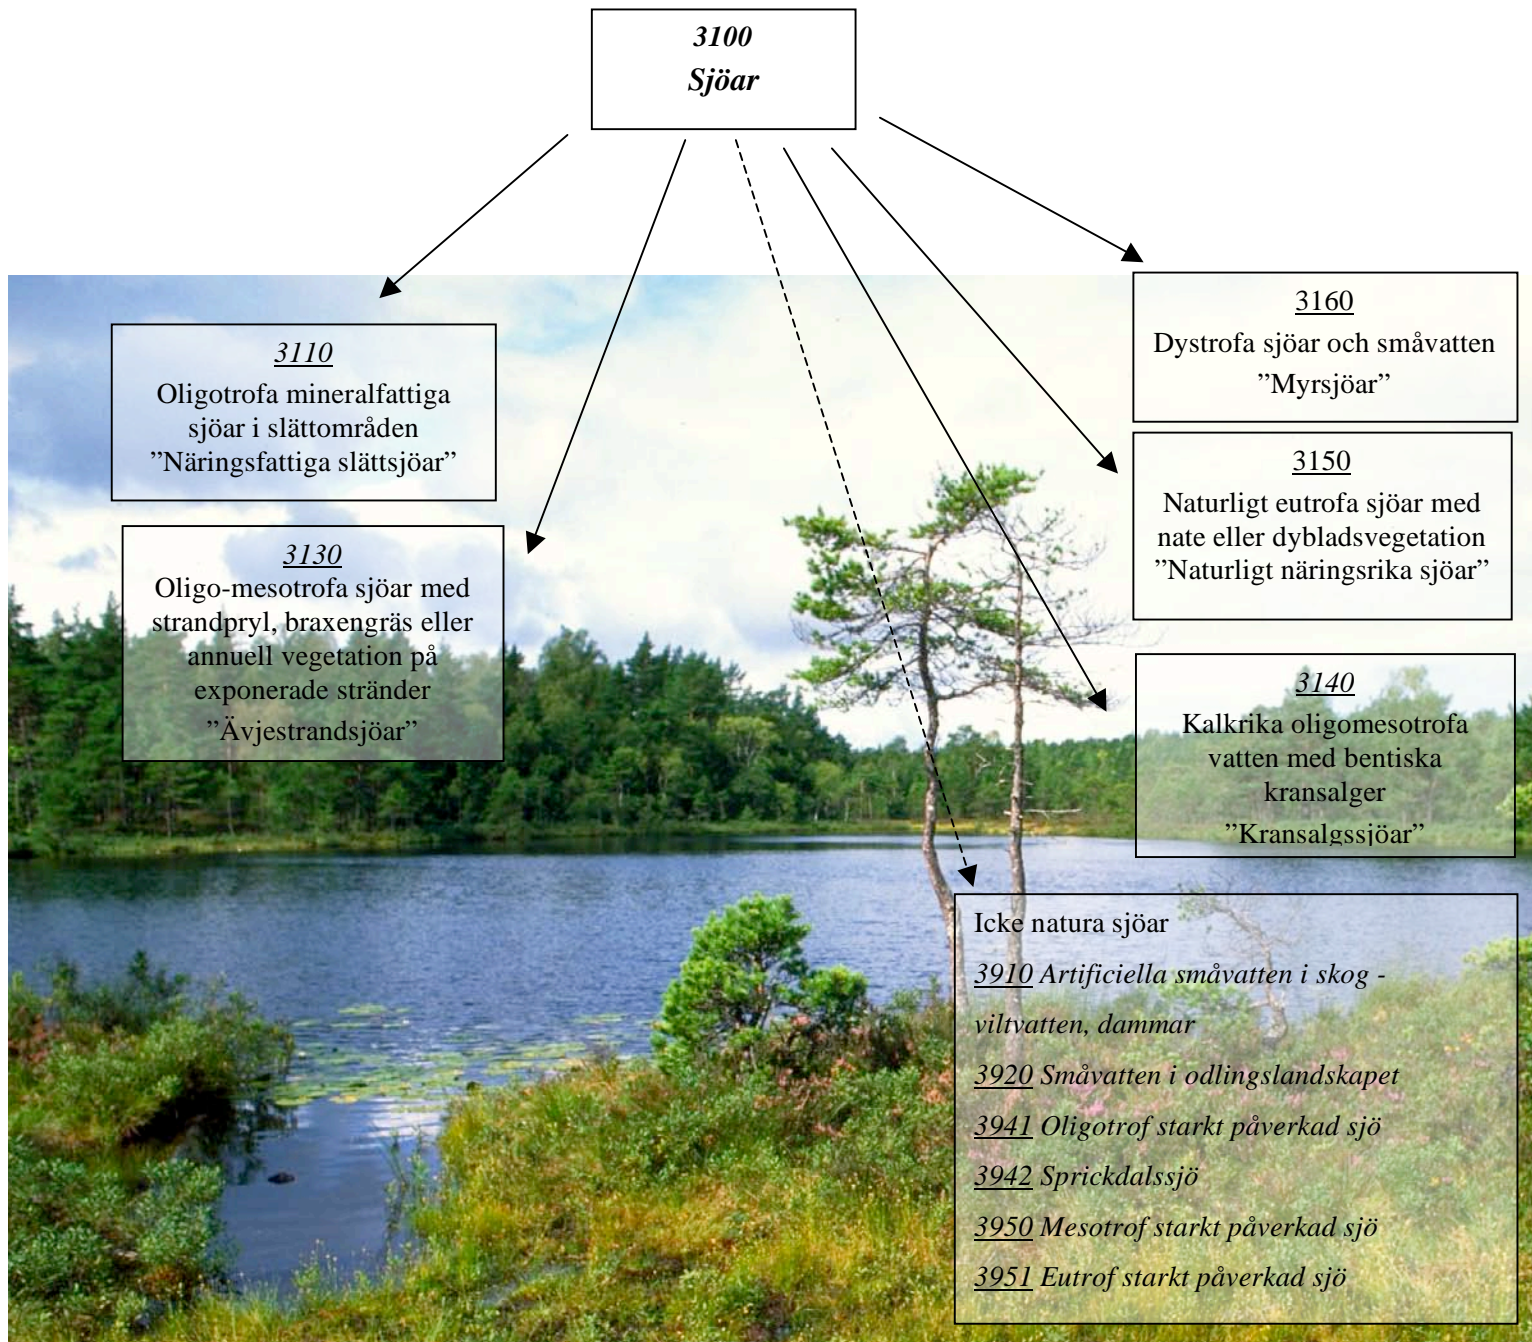 3100
Sjöar
3110
Oligotrofa mineralfattiga
sjöar i slättområden
”Näringsfattiga slättsjöar”
3130
Oligo-mesotrofa sjöar med
strandpryl, braxengräs eller
annuell vegetation på
exponerade stränder
”Ävjestrandsjöar”
3160
Dystrofa sjöar och småvatten
”Myrsjöar”
3150
Naturligt eutrofa sjöar med
nate eller dybladsvegetation
”Naturligt näringsrika sjöar”
3140
Kalkrika oligomesotrofa
vatten med bentiska
kransalger
”Kransalgssjöar”
Icke natura sjöar
3910 Artificiella småvatten i skog -
viltvatten, dammar
3920 Småvatten i odlingslandskapet
3941 Oligotrof starkt påverkad sjö
3942 Sprickdalssjö
3950 Mesotrof starkt påverkad sjö
3951 Eutrof starkt påverkad sjö